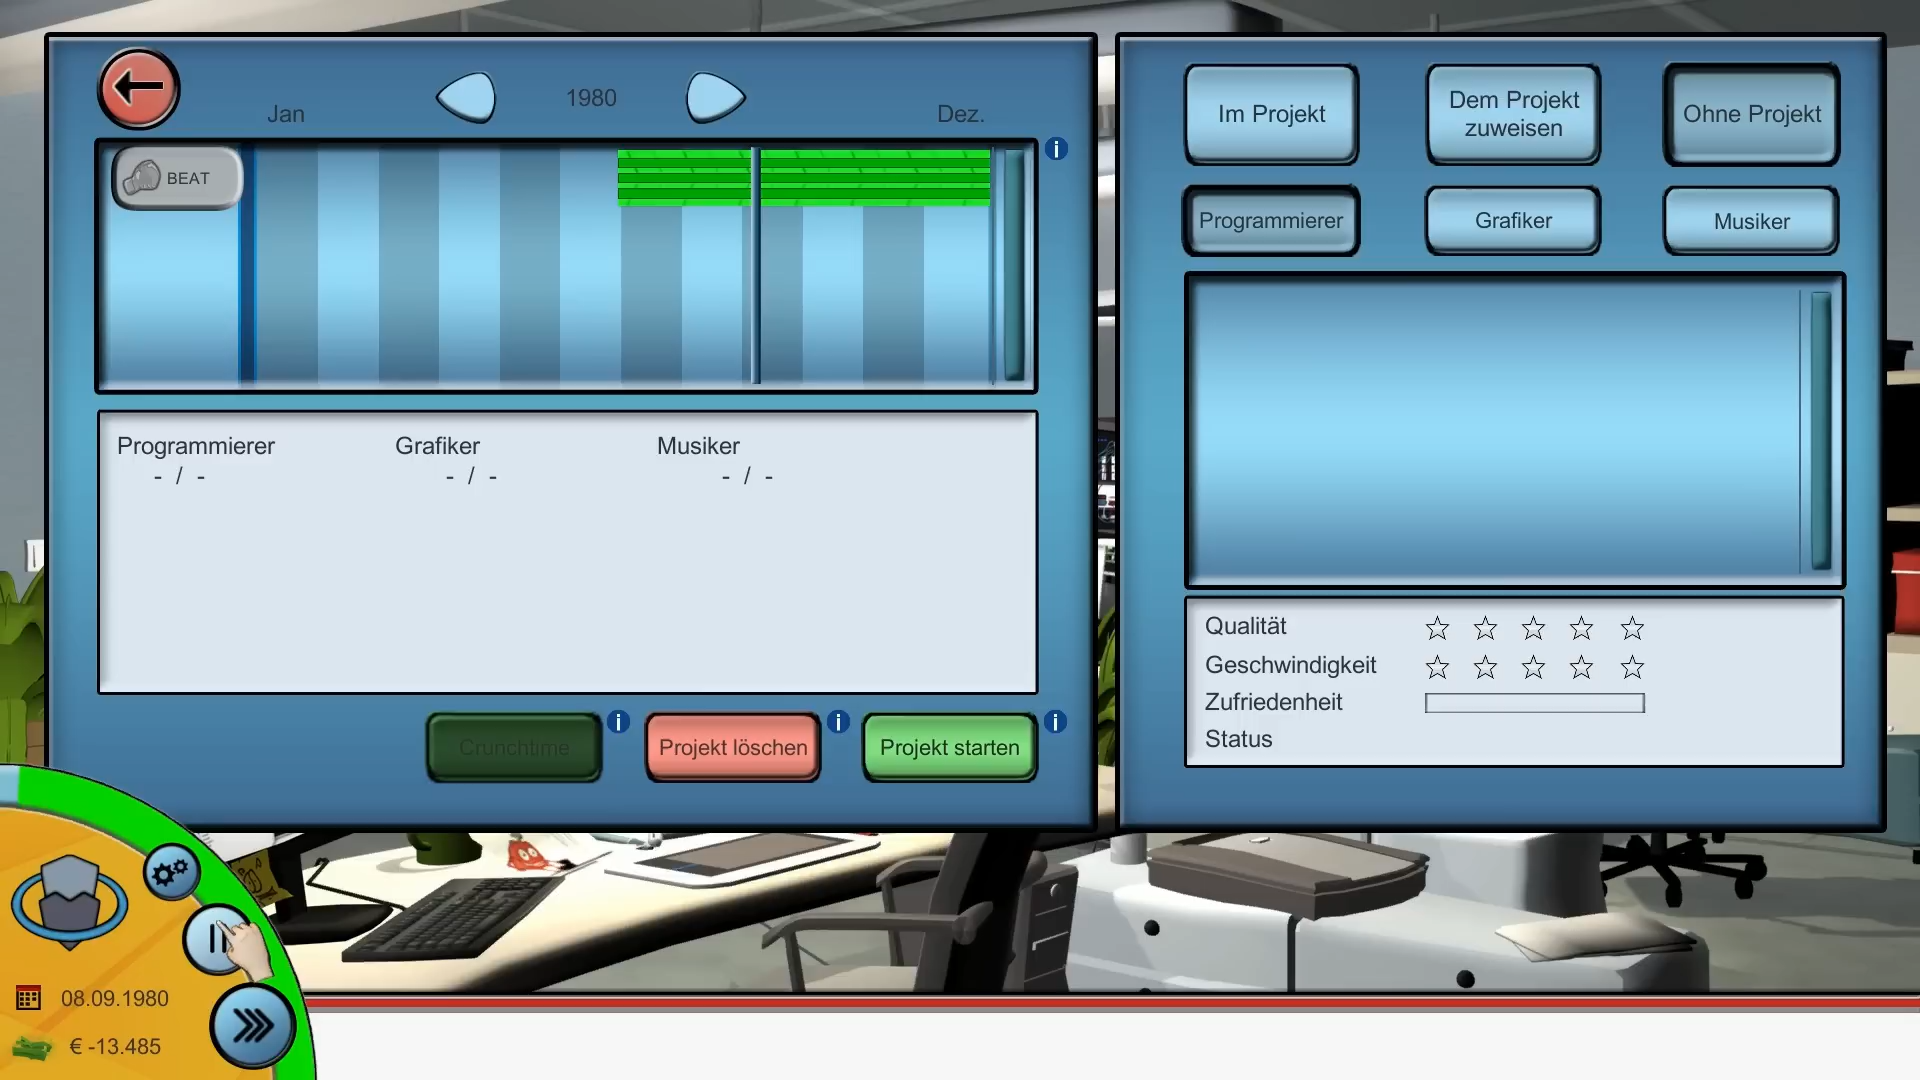 Jan
1980
Dez.
BEAT
Programmierer
Grafiker
Musiker
- / -
- / -
- / -
Crunchtime
Projekt löschen
Projekt starten
Im Projekt
Dem Projekt
zuweisen
Ohne Projekt
Programmierer
Grafiker
Musiker
Qualität
Geschwindigkeit
Zufriedenheit
Status
08.09.1980
€ -13.485